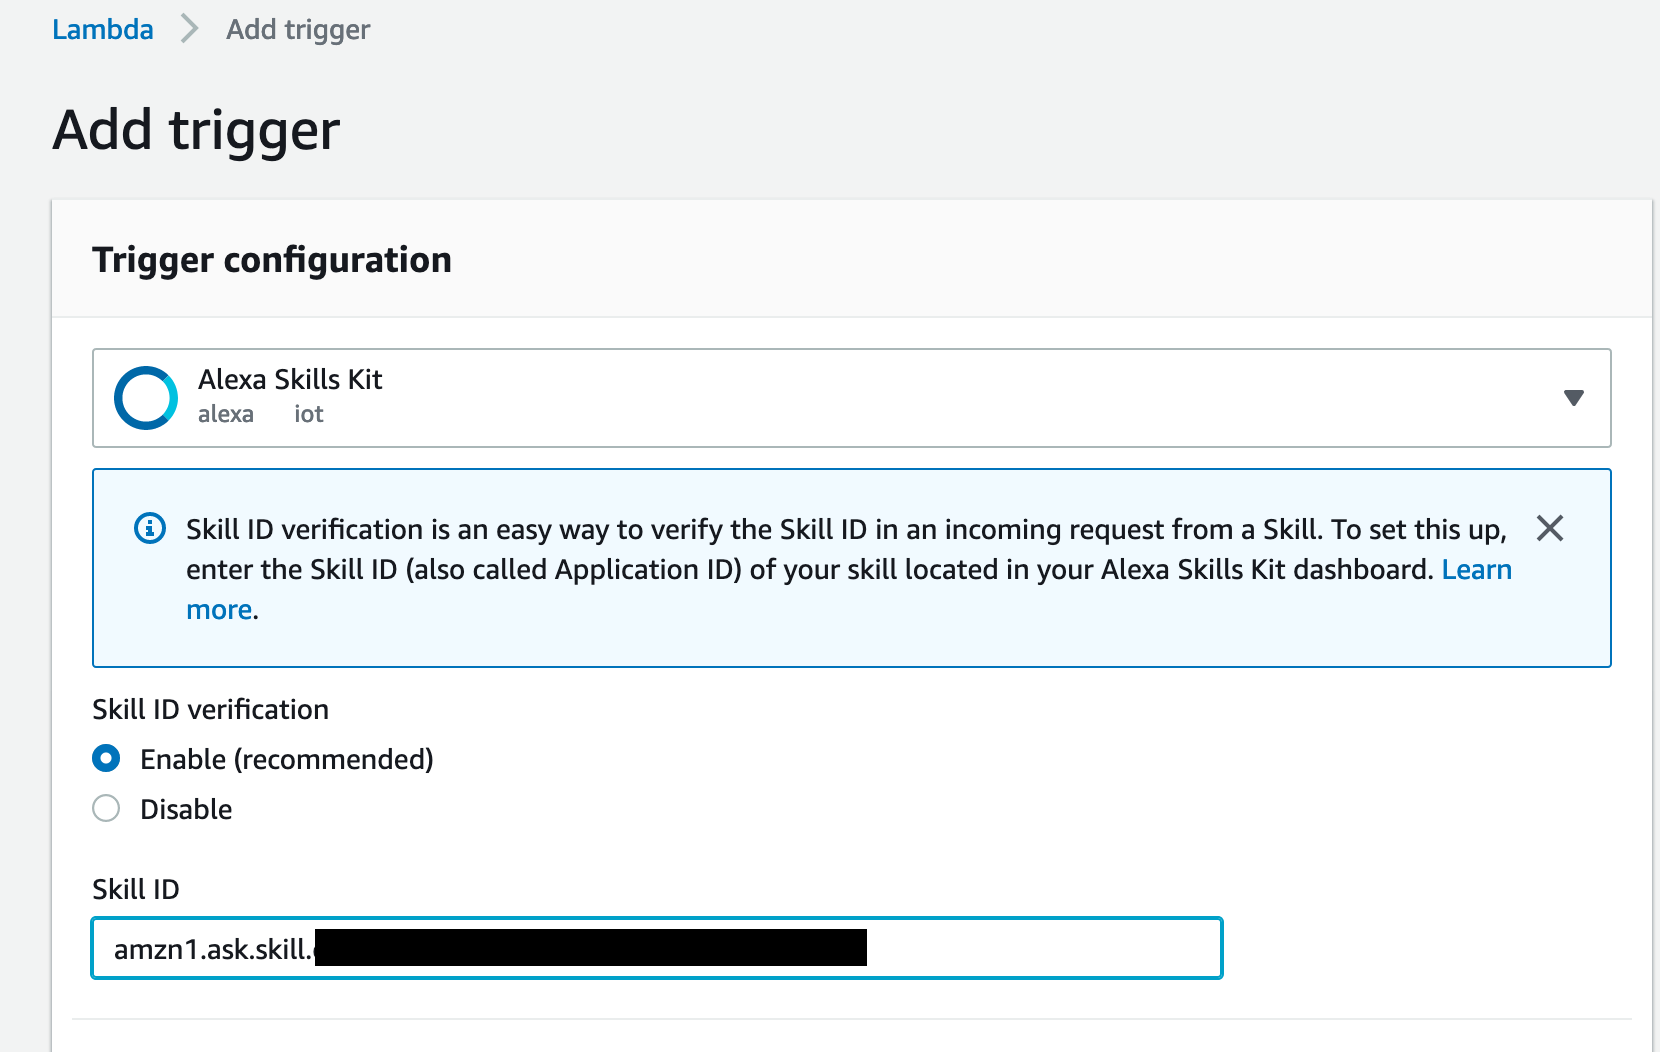 Lambda Add trigger
Add trigger
Trigger configuration
Alexa Skills Kit
alexa iot
Skill ID verification is an easy way to verify the Skill ID in an incoming request from a Skill. To set this up,
enter the Skill ID (also called Application ID) of your skill located in your Alexa Skills Kit dashboard. Learn
more.
Skill ID verification
Enable (recommended)
Disable
Skill ID
amzn1.ask.skill.